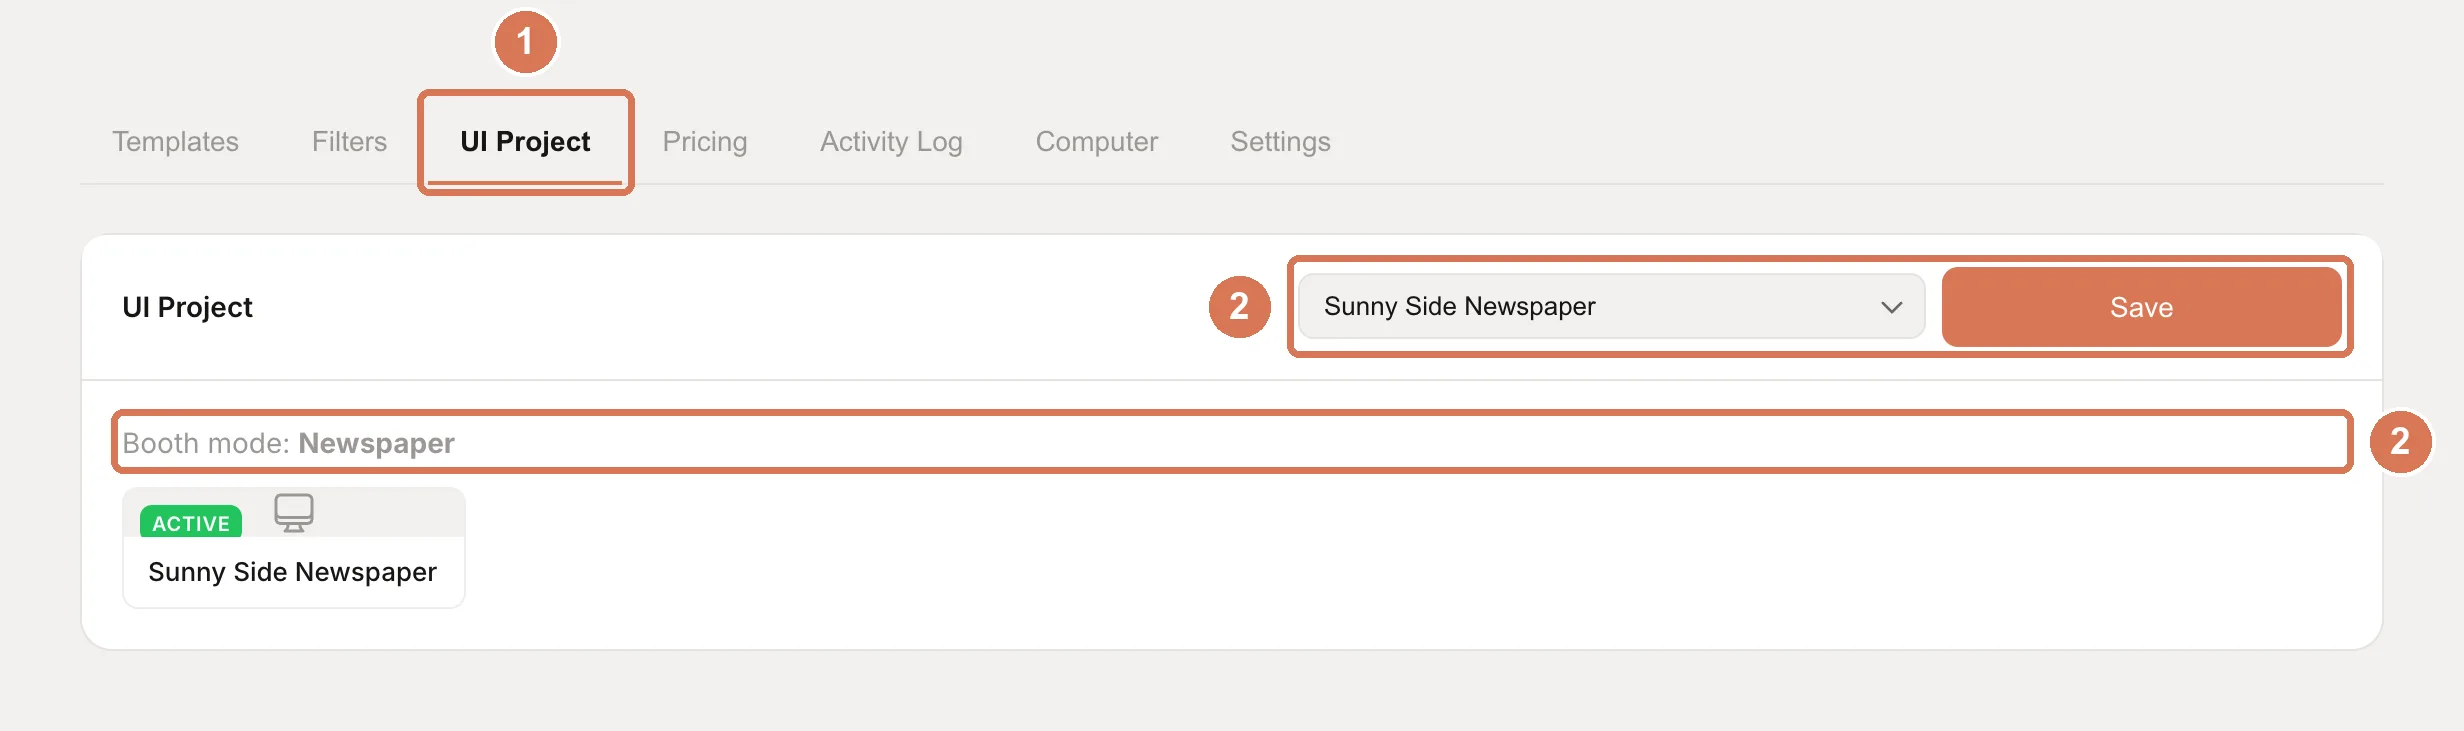 1
Templates Filters UI Project Pricing Activity Log Computer Settings
UI Project 2 Sunny Side Newspaper Save
Booth mode: Newspaper 2
ACTIVE
Sunny Side Newspaper